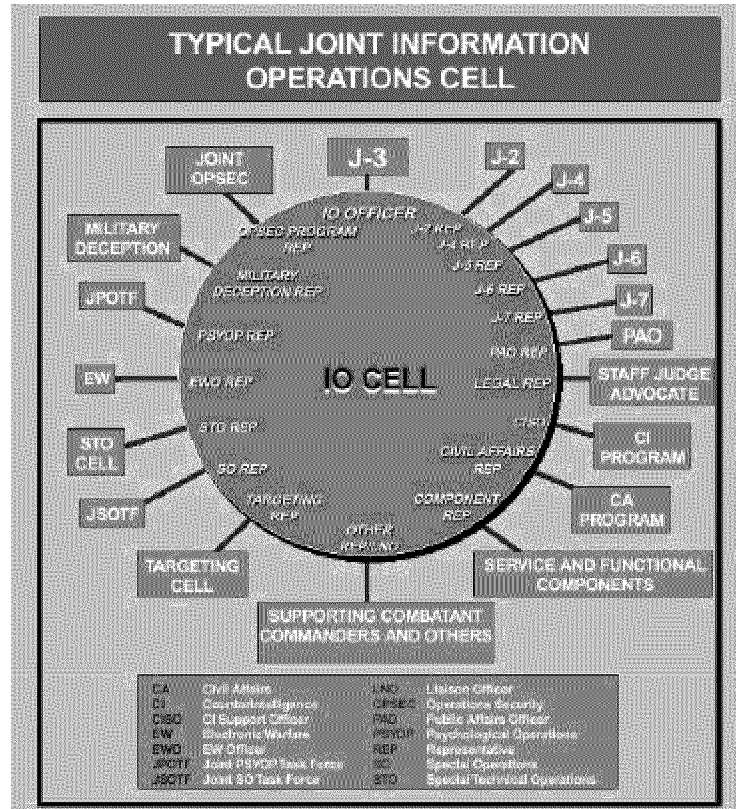 TYPICAL JOINT INFORMATION
OPERATIONS CELL
JOINT
OPSEC
J-3
J-2
J-4
J-5
J-6
J-7
PAO
STAFF JUDGE
ADVOCATE
CI
PROGRAM
CA
PROGRAM
SERVICE AND FUNCTIONAL
COMPONENTS
SUPPORTING COMBATANT
COMMANDERS AND OTHERS
TARGETING
CELL
JSOTF
STO
CELL
EW
JPOTF
MILITARY
DECEPTION
IO OFFICER
OPSEC PROGRAM
REP
MILITARY
DECEPTION REP
PSYOP REP
EWO REP
STO REP
SO REP
TARGETING
REP
OTHER
REPS/LNO
COMPONENT
REP
CIVIL AFFAIRS
REP
CISO
LEGAL REP
PAO REP
J-7 REP
J-6 REP
J-5 REP
J-4 REP
REP
IO CELL
CA Civil Affairs
CI Counterintelligence
CISO CI Support Officer
EW Electronic Warfare
EWO EW Officer
JPOTF Joint PSYOP Task Force
JSOTF Joint SO Task Force
LNO Liaison Officer
OPSEC Operations Security
PAO Public Affairs Officer
PSYOP Psychological Operations
REP Representative
SO Special Operations
STO Special Technical Operations